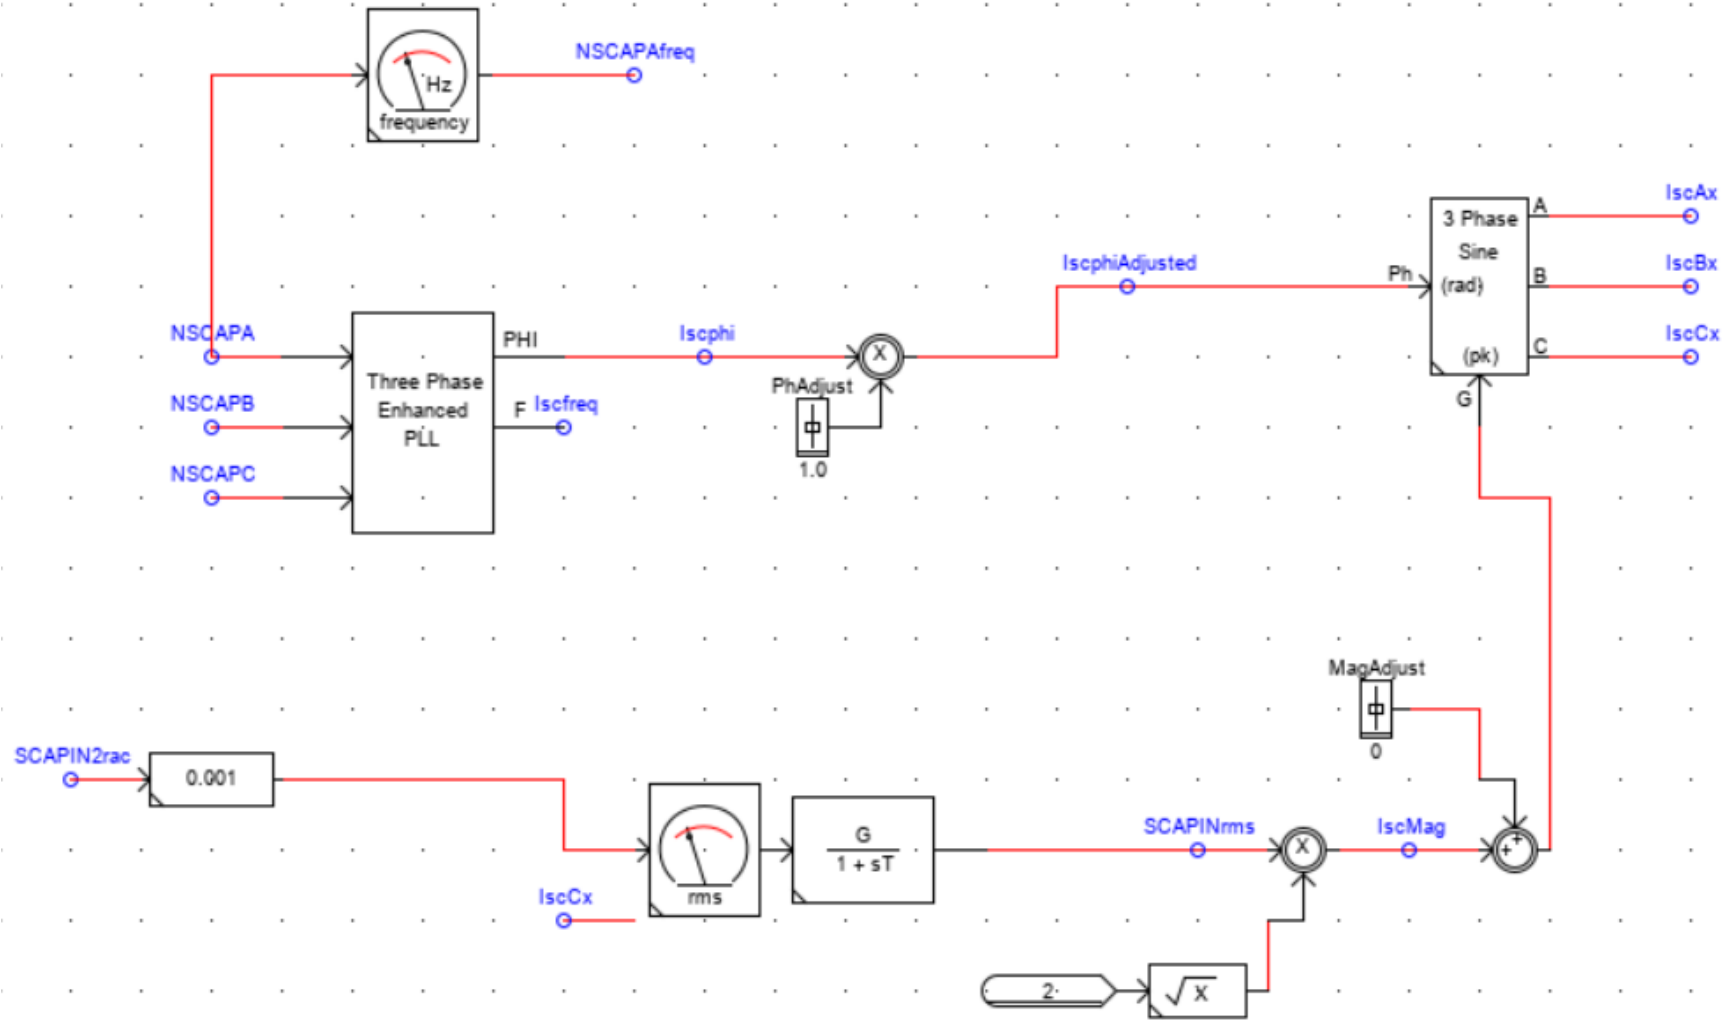 NSCAPAfreq
Hz
frequency
IscAx
A
3 Phase
Sine
(rad)
(pk)
IscphiAdjusted
Ph
IscBx
B
NSCAPA
PHI
Iscphi
X
IscCx
C
Three Phase
Enhanced
PLL
PhAdjust
1.0
G
NSCAPB
F
Iscfreq
NSCAPC
MagAdjust
0
SCAPIN2rac
0.001
rms
G
1 + sT
SCAPINrms
X
IscMag
+
+
IscCx
2
√X